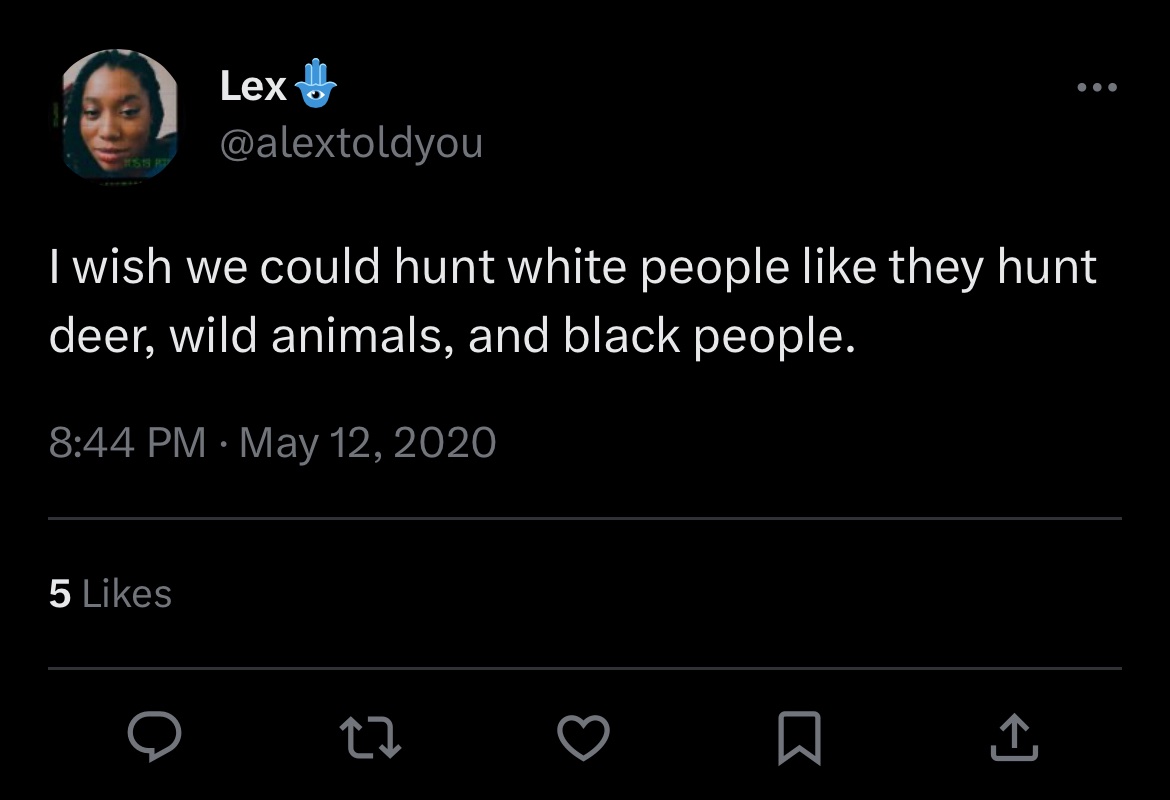 Lex🪬
@alextoldyou
I wish we could hunt white people like they hunt
deer, wild animals, and black people.
8:44 PM · May 12, 2020
5 Likes